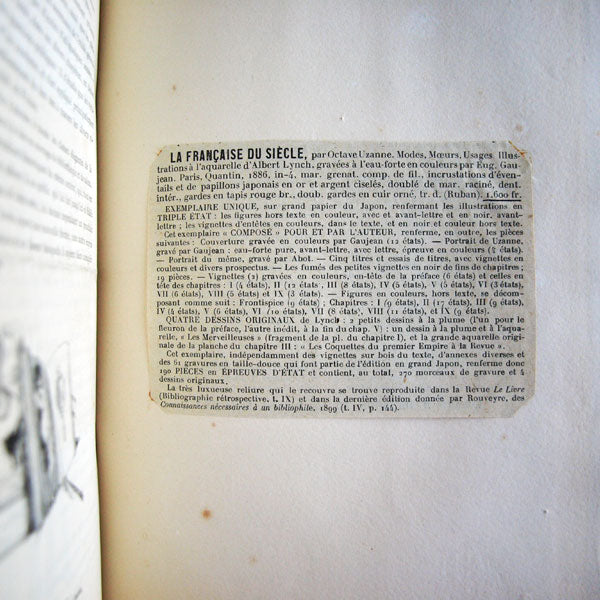 LA FRANÇAISE DU SIÈCLE, par Octave Uzanne. Modes, Mœurs, Usages. Illus-
trations à l'aquarelle d'Albert Lynch, gravées à l'eau-forte en couleurs par Eug. Gau-
jean. Paris, Quantin, 1886, in-4, mar. grenat. comp. de fil., incrustations d'éven-
tails et de papillons japonais en or et argent ciselés, doublé de mar. raciné, dent.
intér., gardes en tapis rouge br., doub. gardes en cuir orné, tr. d. (Ruban). 1.600 fr.
EXEMPLAIRE UNIQUE, sur grand papier du Japon, renfermant les illustrations en
TRIPLE ETAT : les figures hors texte en couleur, avec et avant-lettre et en noir, avant-
lettre ; les vignettes d'entêtes en couleurs, dans le texte, et en noir et couleur hors texte.
Cet exemplaire « COMPOSÉ » POUR ET PAR L'AUTEUR, renferme, en outre, les pièces
suivantes : Couverture gravée en couleurs par Gaujean (12 états). — Portrait de Uzanne,
gravé par Gaujean : eau-forte pure, avant-lettre, avec lettre, épreuve en couleurs (5 états).
— Portrait du même, gravé par Abot. — Cinq titres et essais de titres, avec vignettes en
couleurs et divers prospectus. — Les fumés des petites vignettes en noir de fins de chapitres ;
19 pièces. — Vignettes (2) gravées en couleurs, en-tête de la préface (6 états) et celles en
tête des chapitres : I (4 états), II (12 états, III (8 états), IV (5 états), V (5 états), VI (3 états),
VII (6 états), VIII (5 états) et IX (3 états). — Figures en couleurs, hors texte, se décompo-
sant comme suit : Frontispice (9 états) ; Chapitres : I (9 états), II (17 états), III (9 états),
IV (4 états), V (6 états), VI (10 états), VII (8 états), VIII (11 états), et IX (9 états).
QUATRE DESSINS ORIGINAUX de Lynch : 2 petits dessins à la plume (l'un pour le
fleuron de la préface, l'autre inédit, à la fin du chap. V) : un dessin à la plume et à l'aqua-
relle, « Les Merveilleuses » (fragment de la pl. du chapitre I), et la grande aquarelle origi-
nale de la planche du chapitre III : « Les Coquettes du premier Empire à la Revue ».
Cet exemplaire, indépendamment des vignettes sur bois du texte, d'annexes diverses et
des 61 gravures en taille-douce qui font partie de l'édition en grand Japon, renferme donc
190 PIÈCES en ÉPREUVES D'ÉTAT et contient, au total, 270 morceaux de gravure et 4
dessins originaux.
La très luxueuse reliure qui le recouvre se trouve reproduite dans la Revue Le Livre
(Bibliographie rétrospective, t. IX) et dans la dernière édition donnée par Rouveyre, des
Connaissances nécessaires à un bibliophile, 1899 (t. IV, p. 144).